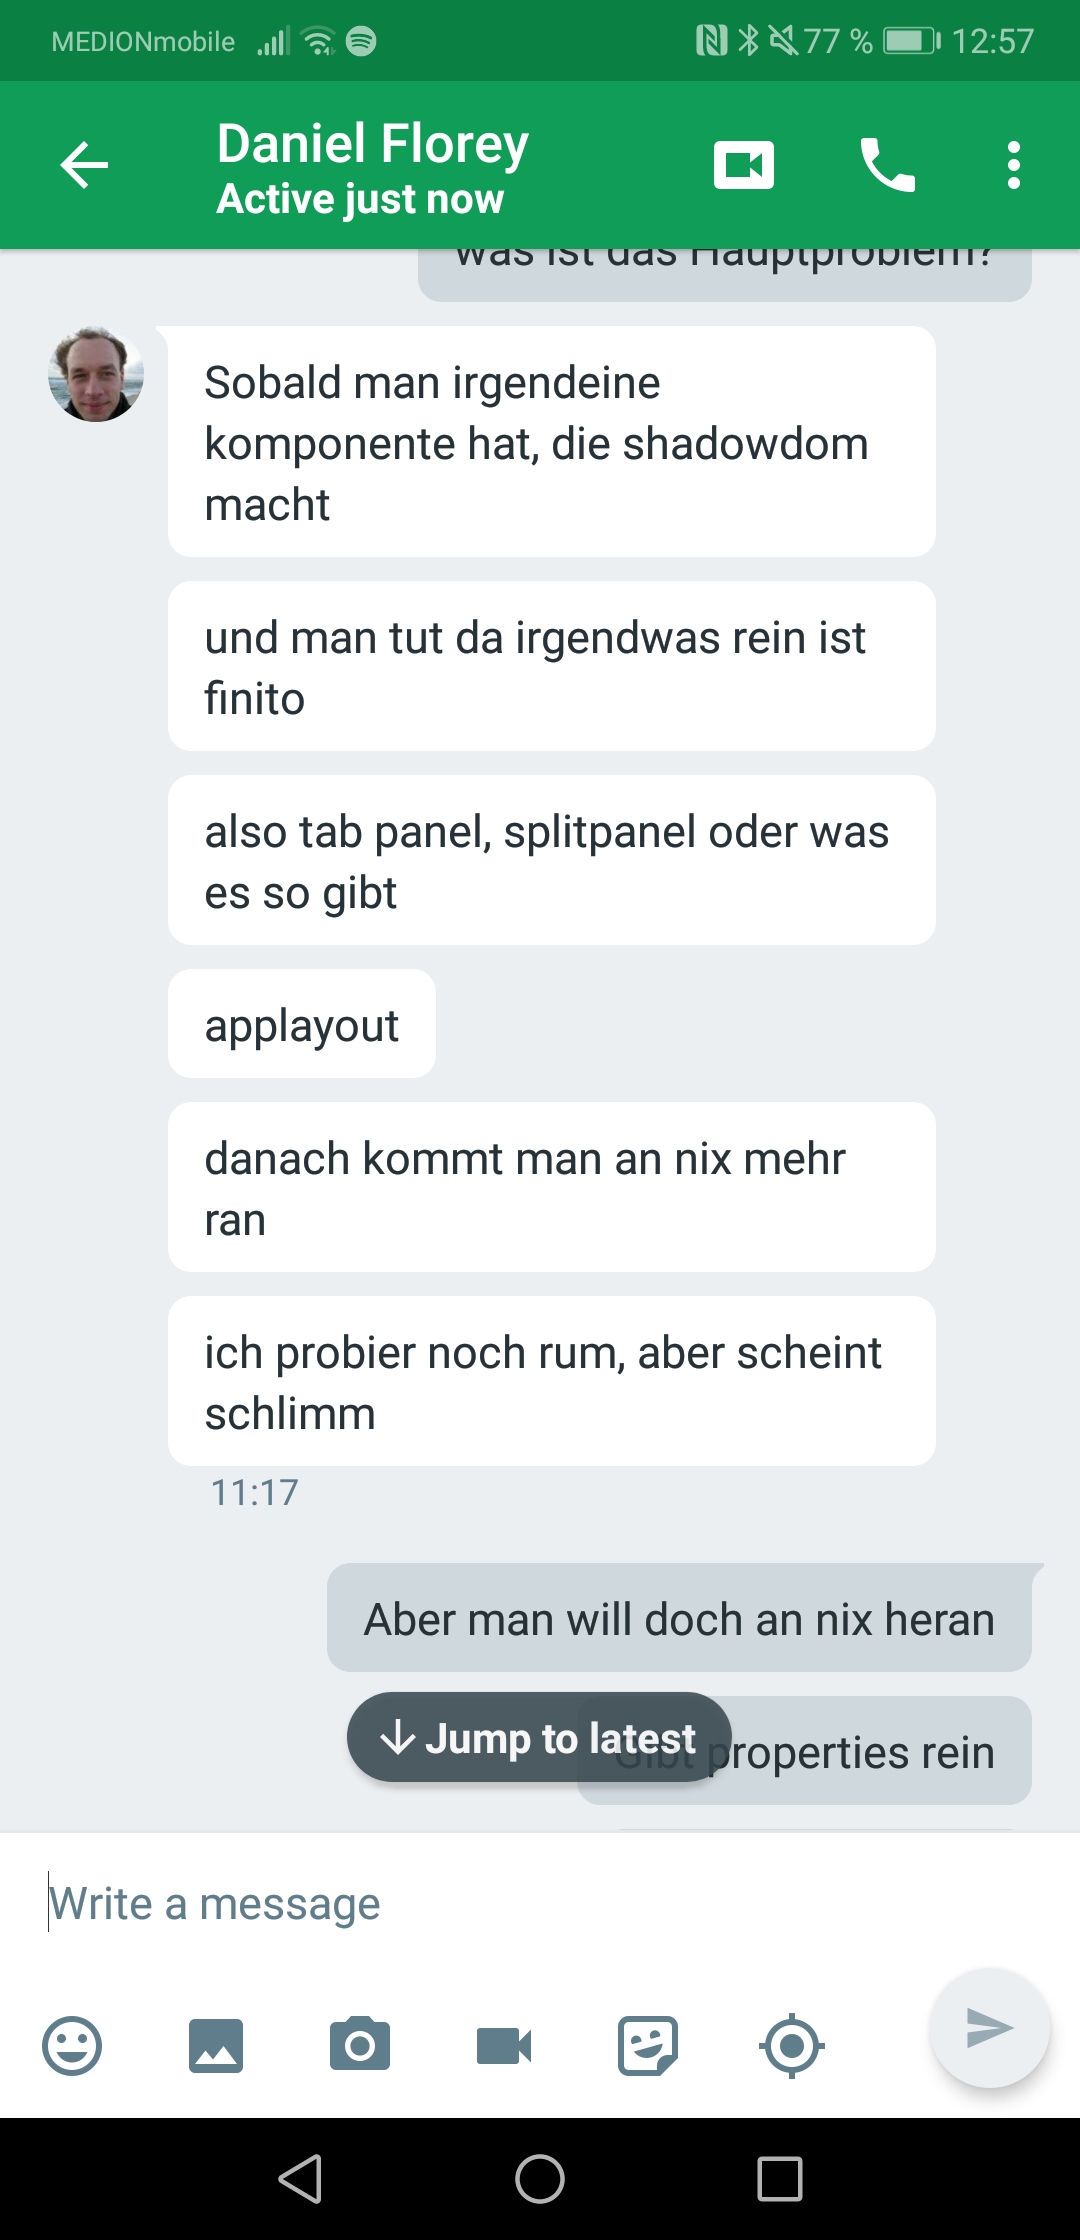 MEDIONmobile 77 % 12:57
Daniel Florey
Active just now
was ist das Hauptproblem?
Sobald man irgendeine
komponente hat, die shadowdom
macht
und man tut da irgendwas rein ist
finito
also tab panel, splitpanel oder was
es so gibt
applayout
danach kommt man an nix mehr
ran
ich probier noch rum, aber scheint
schlimm
11:17
Aber man will doch an nix heran
Gibt properties rein
Jump to latest
Write a message